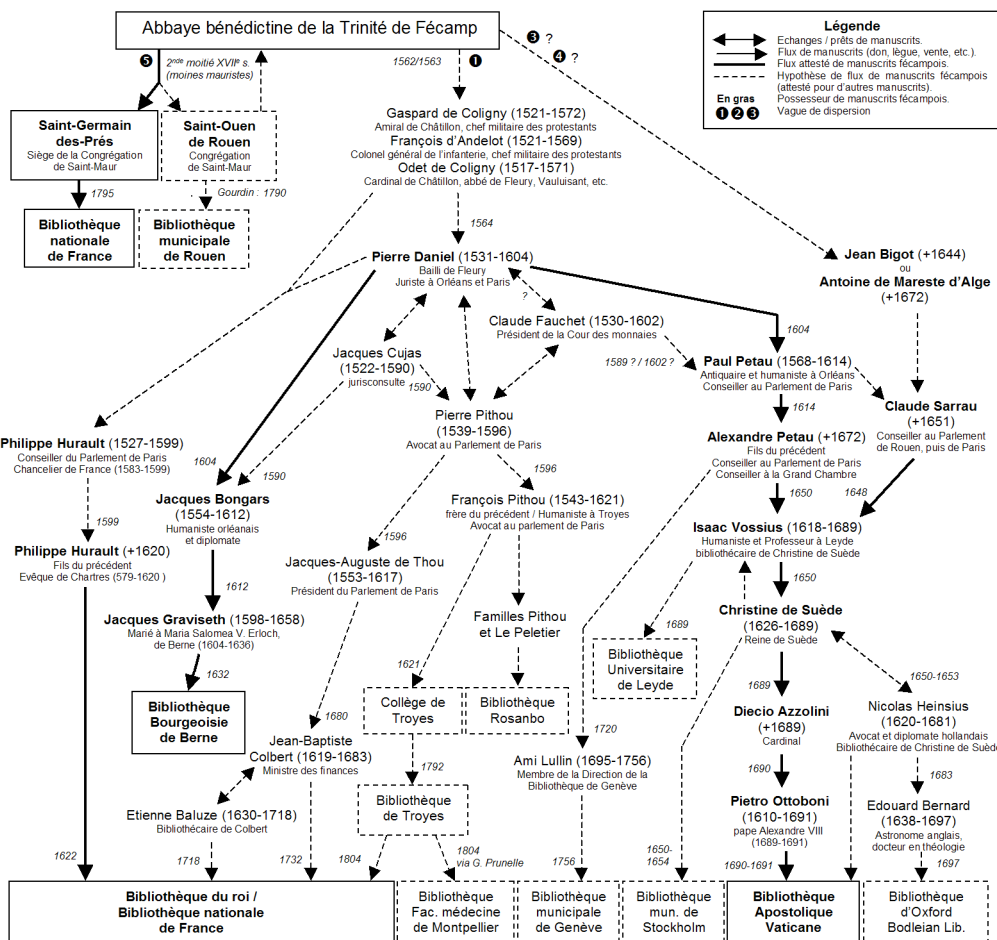 Abbaye bénédictine de la Trinité de Fécamp
Légende
Echanges / prêts de manuscrits.
Flux de manuscrits (don, lègue, vente, etc.).
Flux attesté de manuscrits fécampois.
Hypothèse de flux de manuscrits fécampois
(attesté pour d'autres manuscrits).
En gras Possesseur de manuscrits fécampois.
❶ ❷ ❸ Vague de dispersion
❺
2nde moitié XVIIe s.
(moines mauristes)
1562/1563
❶
❸ ?
❹ ?
Saint-Germain
des-Prés
Siège de la Congrégation
de Saint-Maur
Saint-Ouen
de Rouen
Congrégation
de Saint-Maur
1795
Gourdin : 1790
Bibliothèque
nationale
de France
Bibliothèque
municipale
de Rouen
Gaspard de Coligny (1521-1572)
Amiral de Châtillon, chef militaire des protestants
François d'Andelot (1521-1569)
Colonel général de l'infanterie, chef militaire des protestants
Odet de Coligny (1517-1571)
Cardinal de Châtillon, abbé de Fleury, Vauluisant, etc.
1564
Pierre Daniel (1531-1604)
Bailli de Fleury
Juriste à Orléans et Paris
Jean Bigot (+1644)
ou
Antoine de Mareste d'Alge
(+1672)
?
Claude Fauchet (1530-1602)
Président de la Cour des monnaies
1604
1589 ? / 1602 ?
Jacques Cujas
(1522-1590)
jurisconsulte
1590
Paul Petau (1568-1614)
Antiquaire et humaniste à Orléans
Conseiller au Parlement de Paris
1614
Pierre Pithou
(1539-1596)
Avocat au Parlement de Paris
Claude Sarrau
(+1651)
Conseiller au Parlement
de Rouen, puis de Paris
Philippe Hurault (1527-1599)
Conseiller du Parlement de Paris
Chancelier de France (1583-1599)
1604
1590
Alexandre Petau (+1672)
Fils du précédent
Conseiller au Parlement de Paris
Conseiller à la Grand Chambre
1650
1648
1596
Jacques Bongars
(1554-1612)
Humaniste orléanais
et diplomate
François Pithou (1543-1621)
frère du précédent / Humaniste à Troyes
Avocat au parlement de Paris
Isaac Vossius (1618-1689)
Humaniste et Professeur à Leyde
bibliothécaire de Christine de Suède
1599
Philippe Hurault (+1620)
Fils du précédent
Evêque de Chartres (579-1620 )
1596
Jacques-Auguste de Thou
(1553-1617)
Président du Parlement de Paris
1612
1650
Jacques Graviseth (1598-1658)
Marié à Maria Salomea V. Erloch,
de Berne (1604-1636)
Familles Pithou
et Le Peletier
Christine de Suède
(1626-1689)
Reine de Suède
1689
Bibliothèque
Universitaire
de Leyde
1632
1621
1689
1650-1653
Bibliothèque
Bourgeoisie
de Berne
Collège de
Troyes
Bibliothèque
Rosanbo
Diecio Azzolini
(+1689)
Cardinal
Nicolas Heinsius
(1620-1681)
Avocat et diplomate hollandais
Bibliothécaire de Christine de Suède
1680
Jean-Baptiste
Colbert (1619-1683)
Ministre des finances
1720
1792
Ami Lullin (1695-1756)
Membre de la Direction de la
Bibliothèque de Genève
1690
1683
Bibliothèque
de Troyes
Etienne Baluze (1630-1718)
Bibliothécaire de Colbert
Pietro Ottoboni
(1610-1691)
pape Alexandre VIII
(1689-1691)
Edouard Bernard
(1638-1697)
Astronome anglais,
docteur en théologie
1622
1718
1732
1804
1804
via G. Prunelle
1756
1650-
1654
1690-1691
1697
Bibliothèque du roi /
Bibliothèque nationale
de France
Bibliothèque
Fac. médecine
de Montpellier
Bibliothèque
municipale
de Genève
Bibliothèque
mun. de
Stockholm
Bibliothèque
Apostolique
Vaticane
Bibliothèque
d'Oxford
Bodleian Lib.